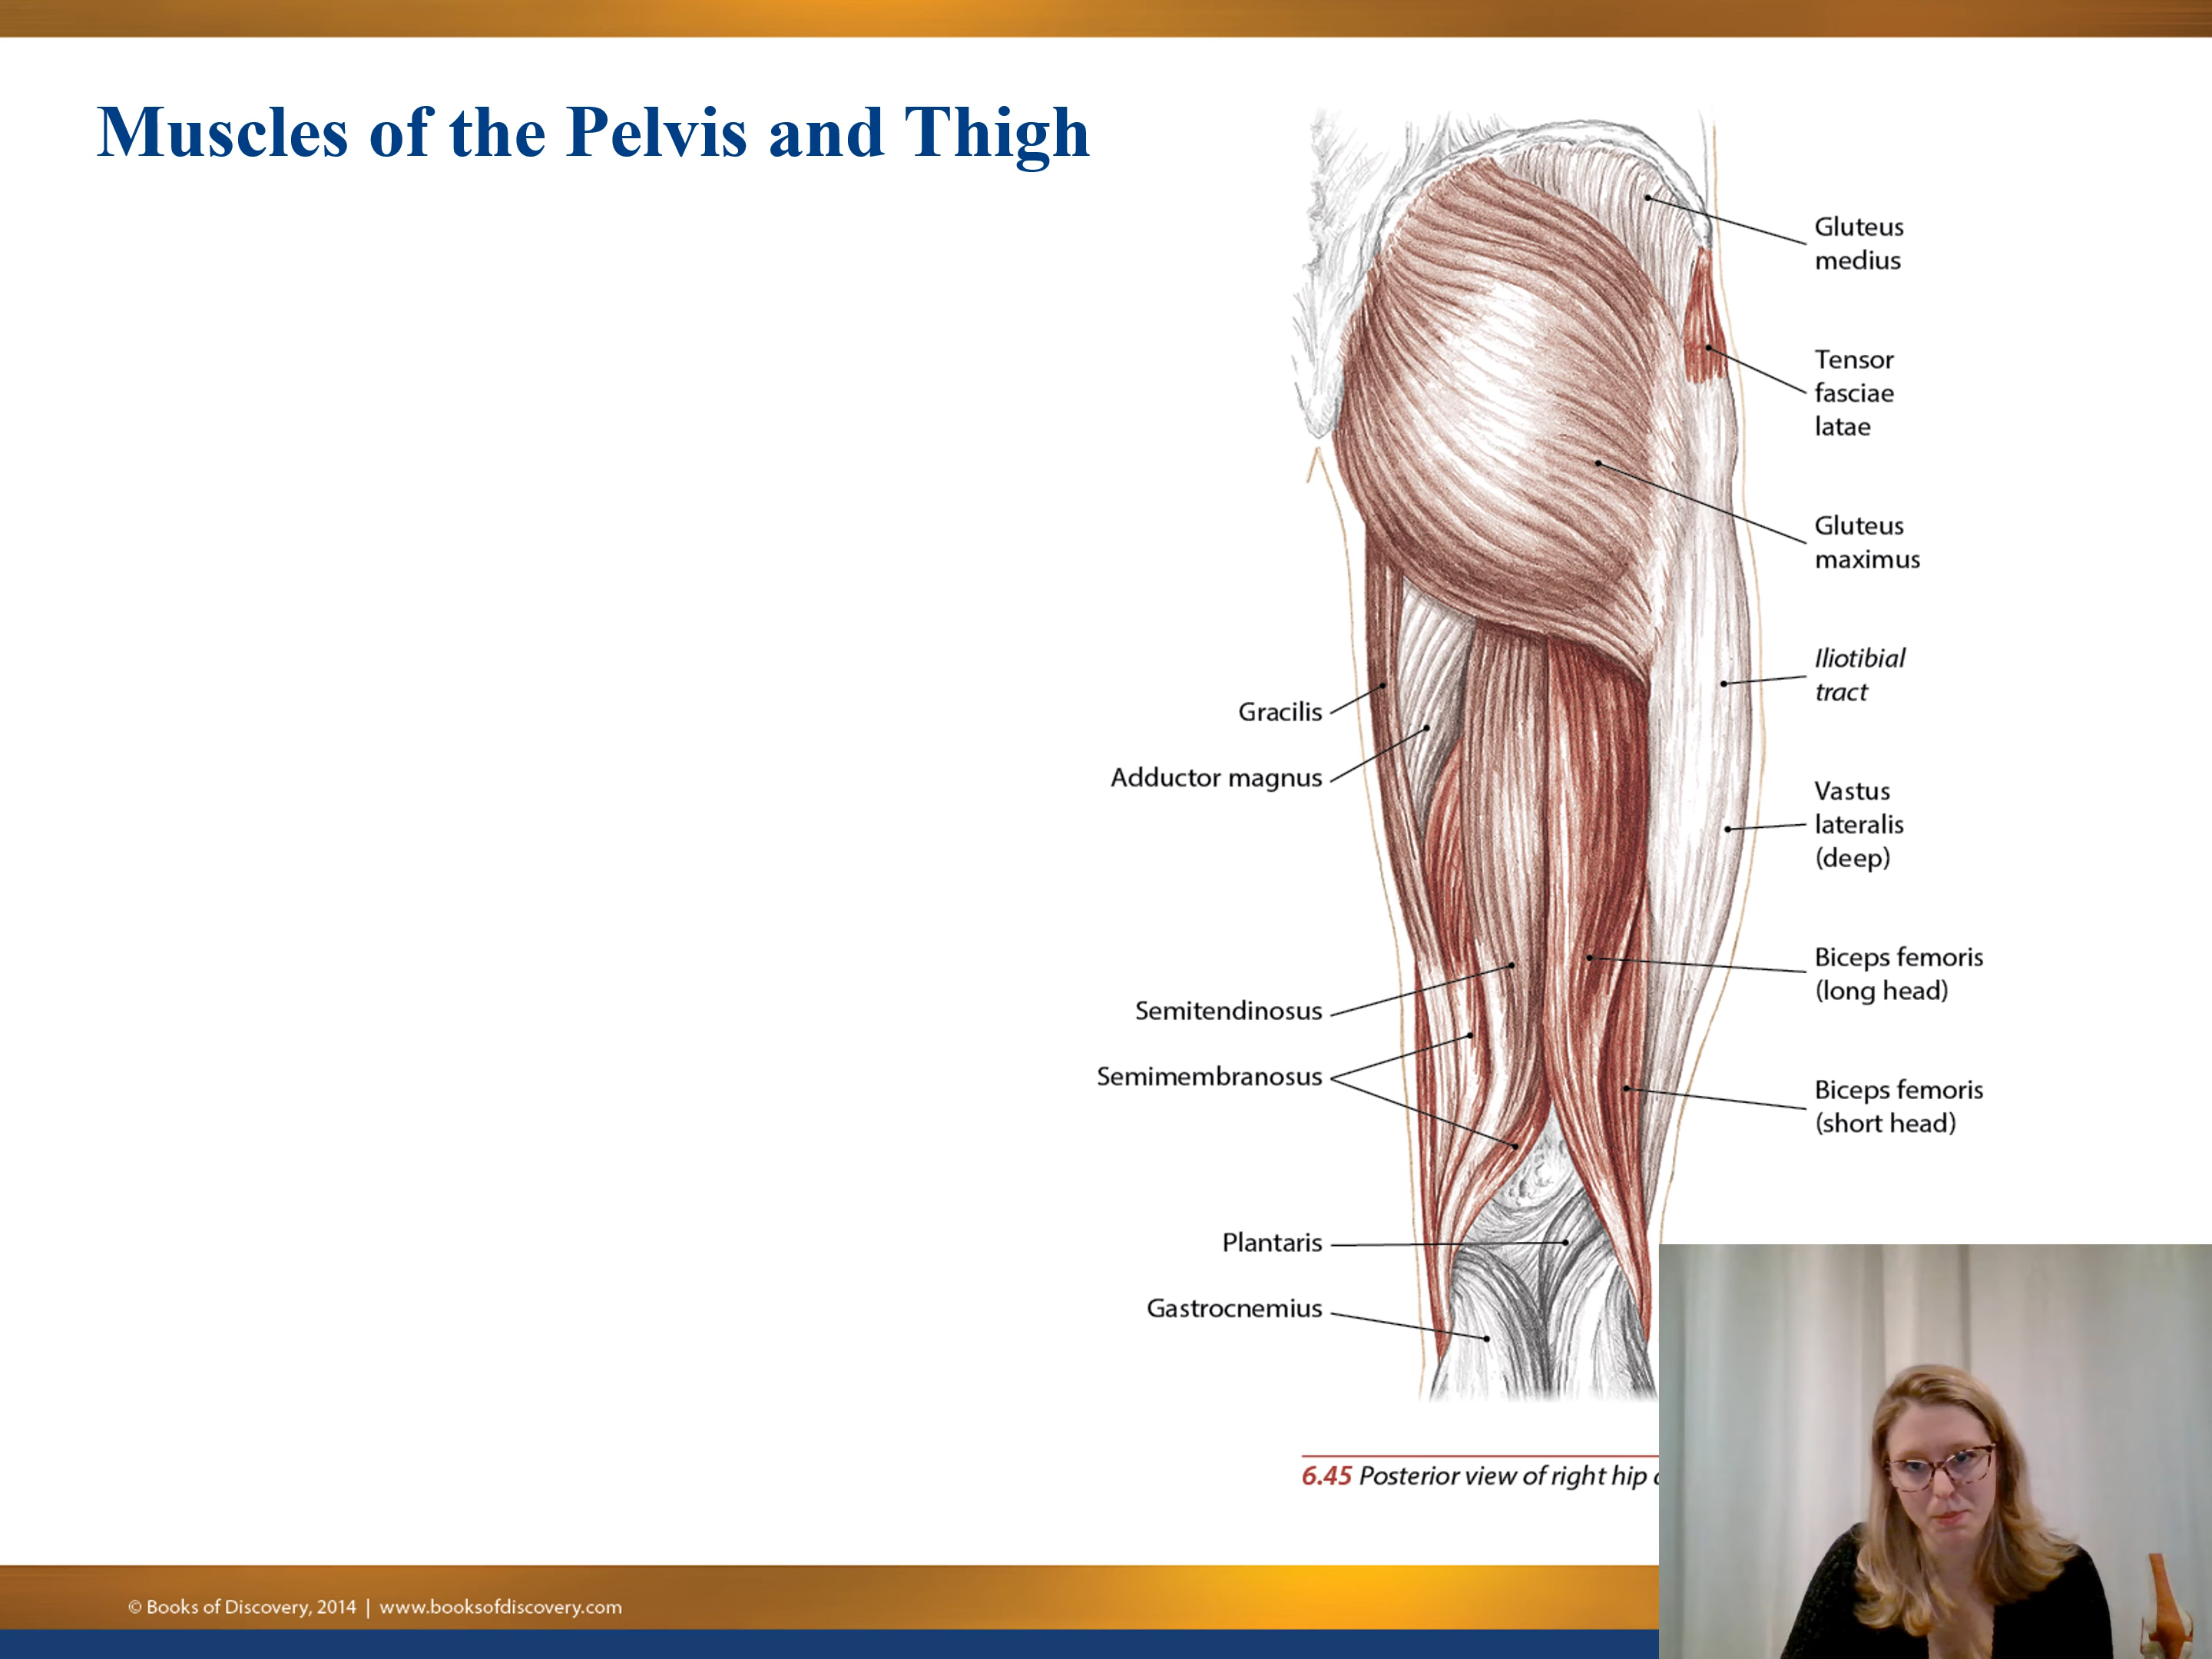 Muscles of the Pelvis and Thigh
Gluteus
medius
Tensor
fasciae
latae
Gluteus
maximus
Iliotibial
tract
Gracilis
Adductor magnus
Vastus
lateralis
(deep)
Biceps femoris
(long head)
Semitendinosus
Semimembranosus
Biceps femoris
(short head)
Plantaris
Gastrocnemius
6.45 Posterior view of right hip
© Books of Discovery, 2014 | www.booksofdiscovery.com